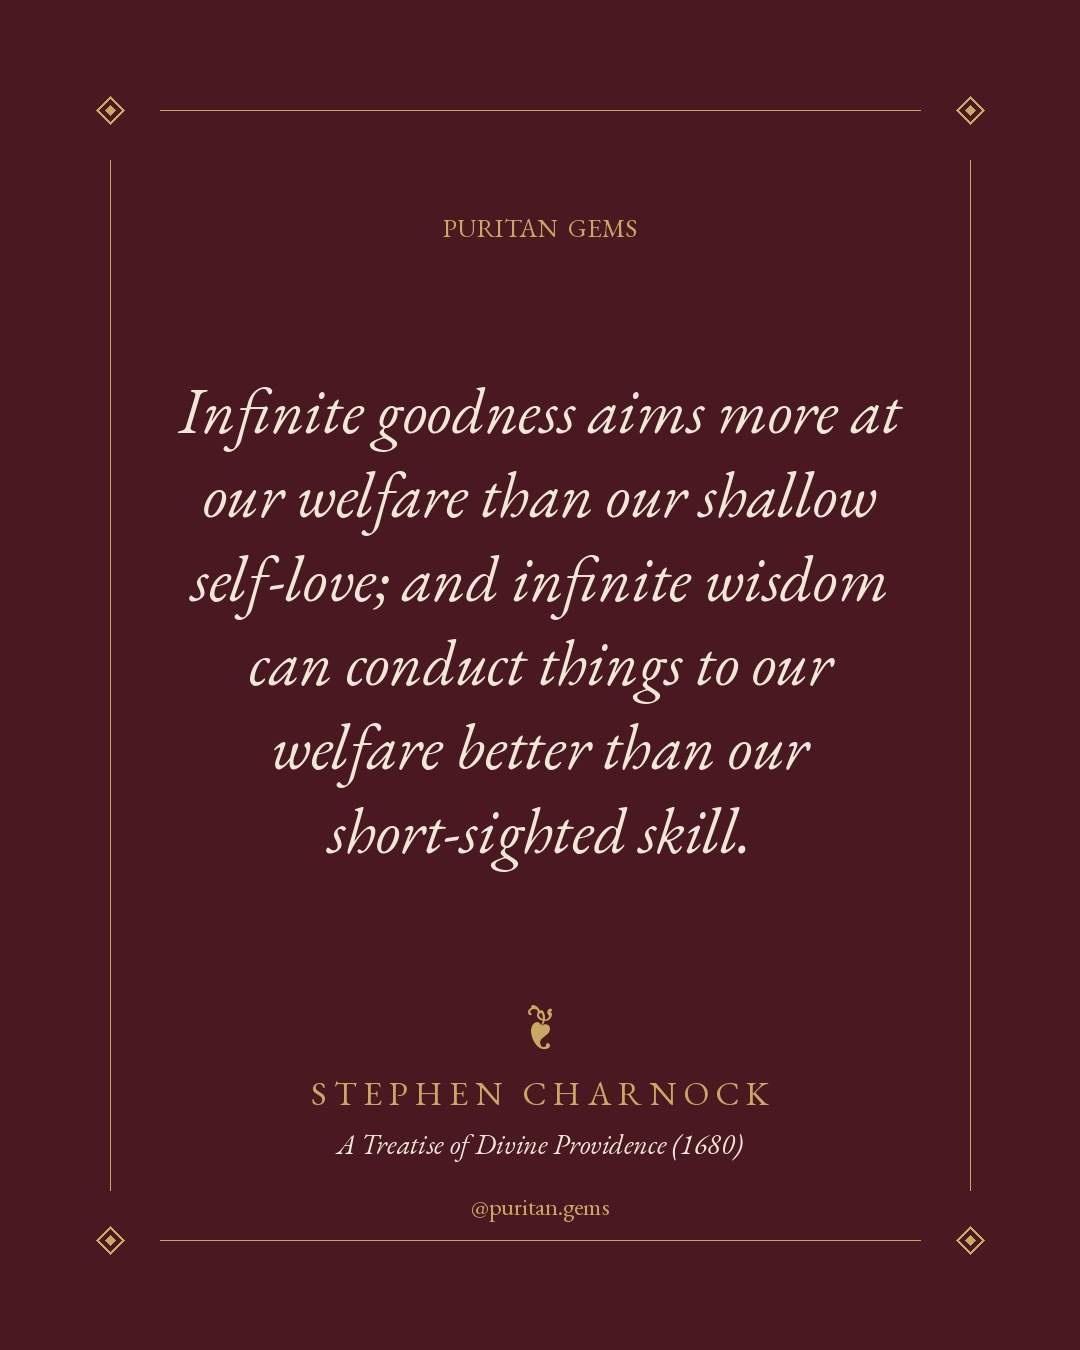 PURITAN GEMS
Infinite goodness aims more at
our welfare than our shallow
self-love; and infinite wisdom
can conduct things to our
welfare better than our
short-sighted skill.
STEPHEN CHARNOCK
A Treatise of Divine Providence (1680)
@puritan.gems